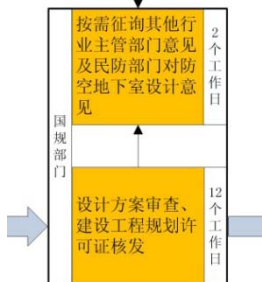 按需征询其他行
业主管部门意见
及民防部门对防
空地下室设计意
见
2个工作日
国规部门
设计方案审查、
建设工程规划许
可证核发
12个工作日